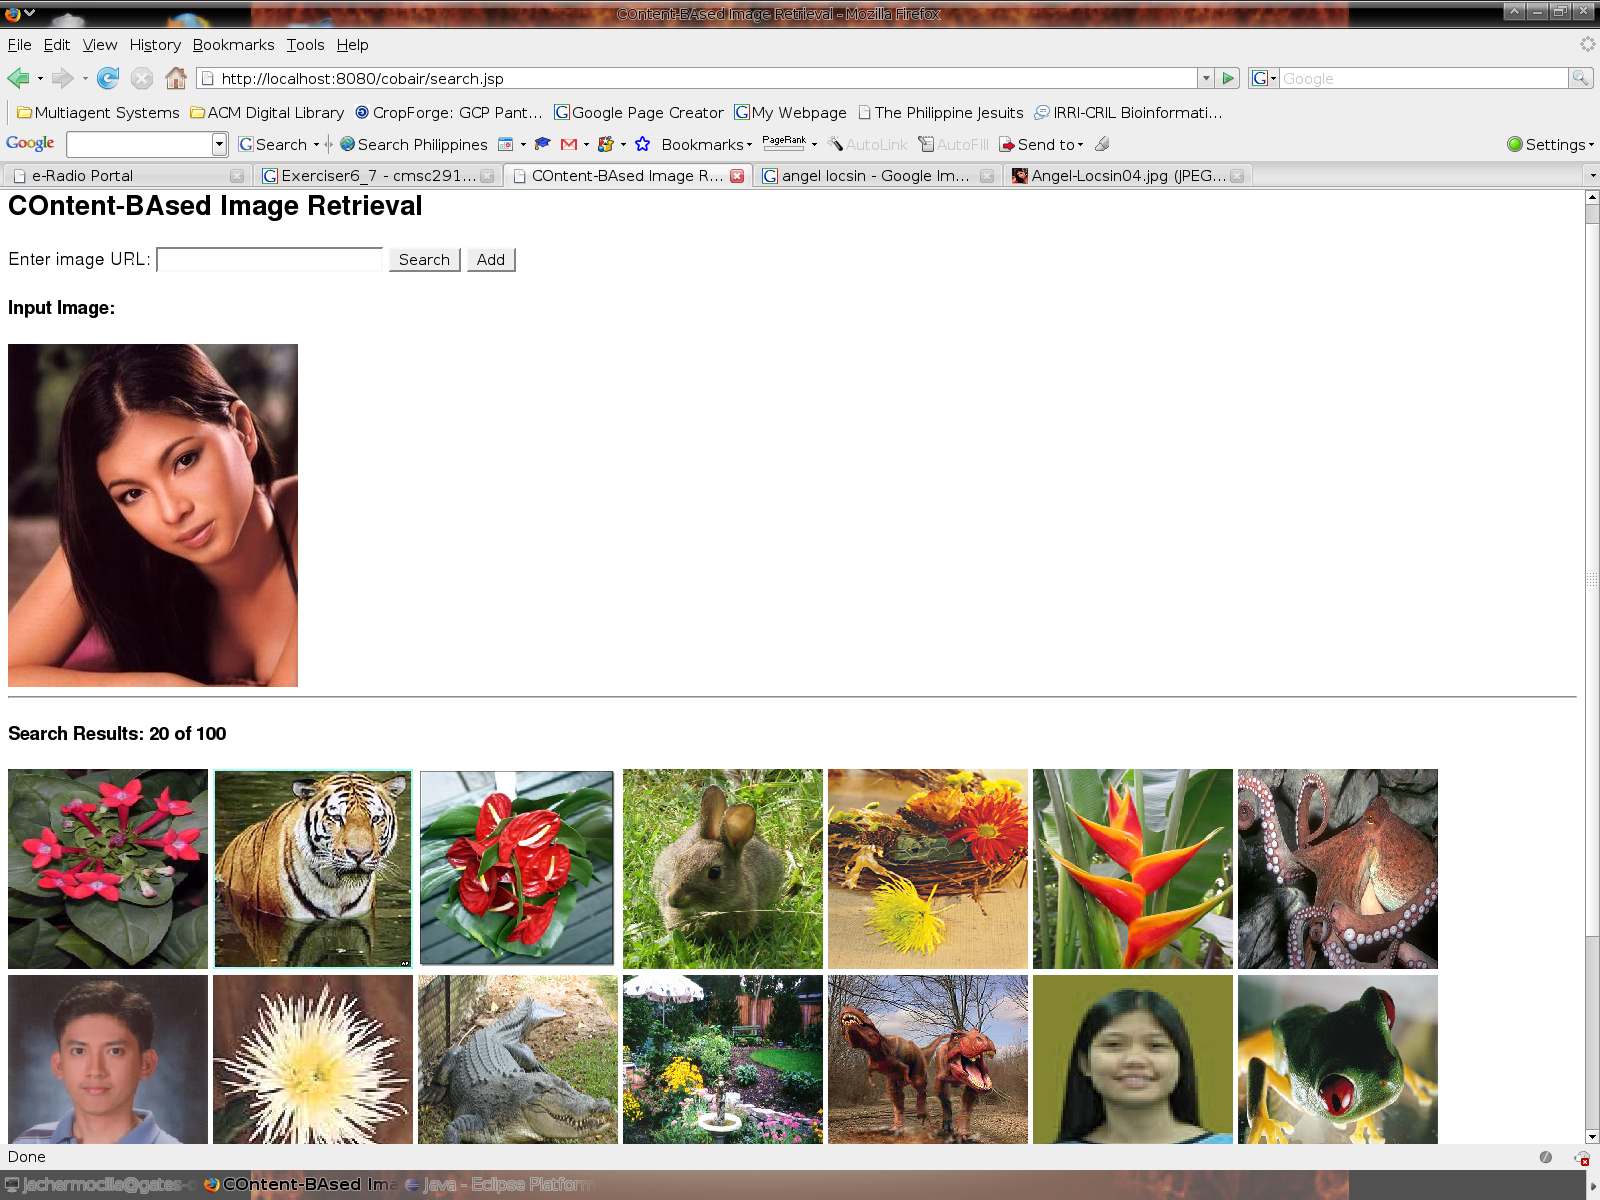 COntent-BAsed Image Retrieval - Mozilla Firefox
File Edit View History Bookmarks Tools Help
http://localhost:8080/cobair/search.jsp
Google
Multiagent Systems ACM Digital Library CropForge: GCP Pant... Google Page Creator My Webpage The Philippine Jesuits IRRI-CRIL Bioinformati...
Google Search Search Philippines Bookmarks PageRank AutoLink AutoFill Send to Settings
e-Radio Portal Exerciser6_7 - cmsc291... COntent-BAsed Image R... angel locsin - Google Im... Angel-Locsin04.jpg (JPEG...
COntent-BAsed Image Retrieval
Enter image URL: Search Add
Input Image:
Search Results: 20 of 100
Done
jachermocilla@gates- COntent-BAsed Ima Java - Eclipse Platform